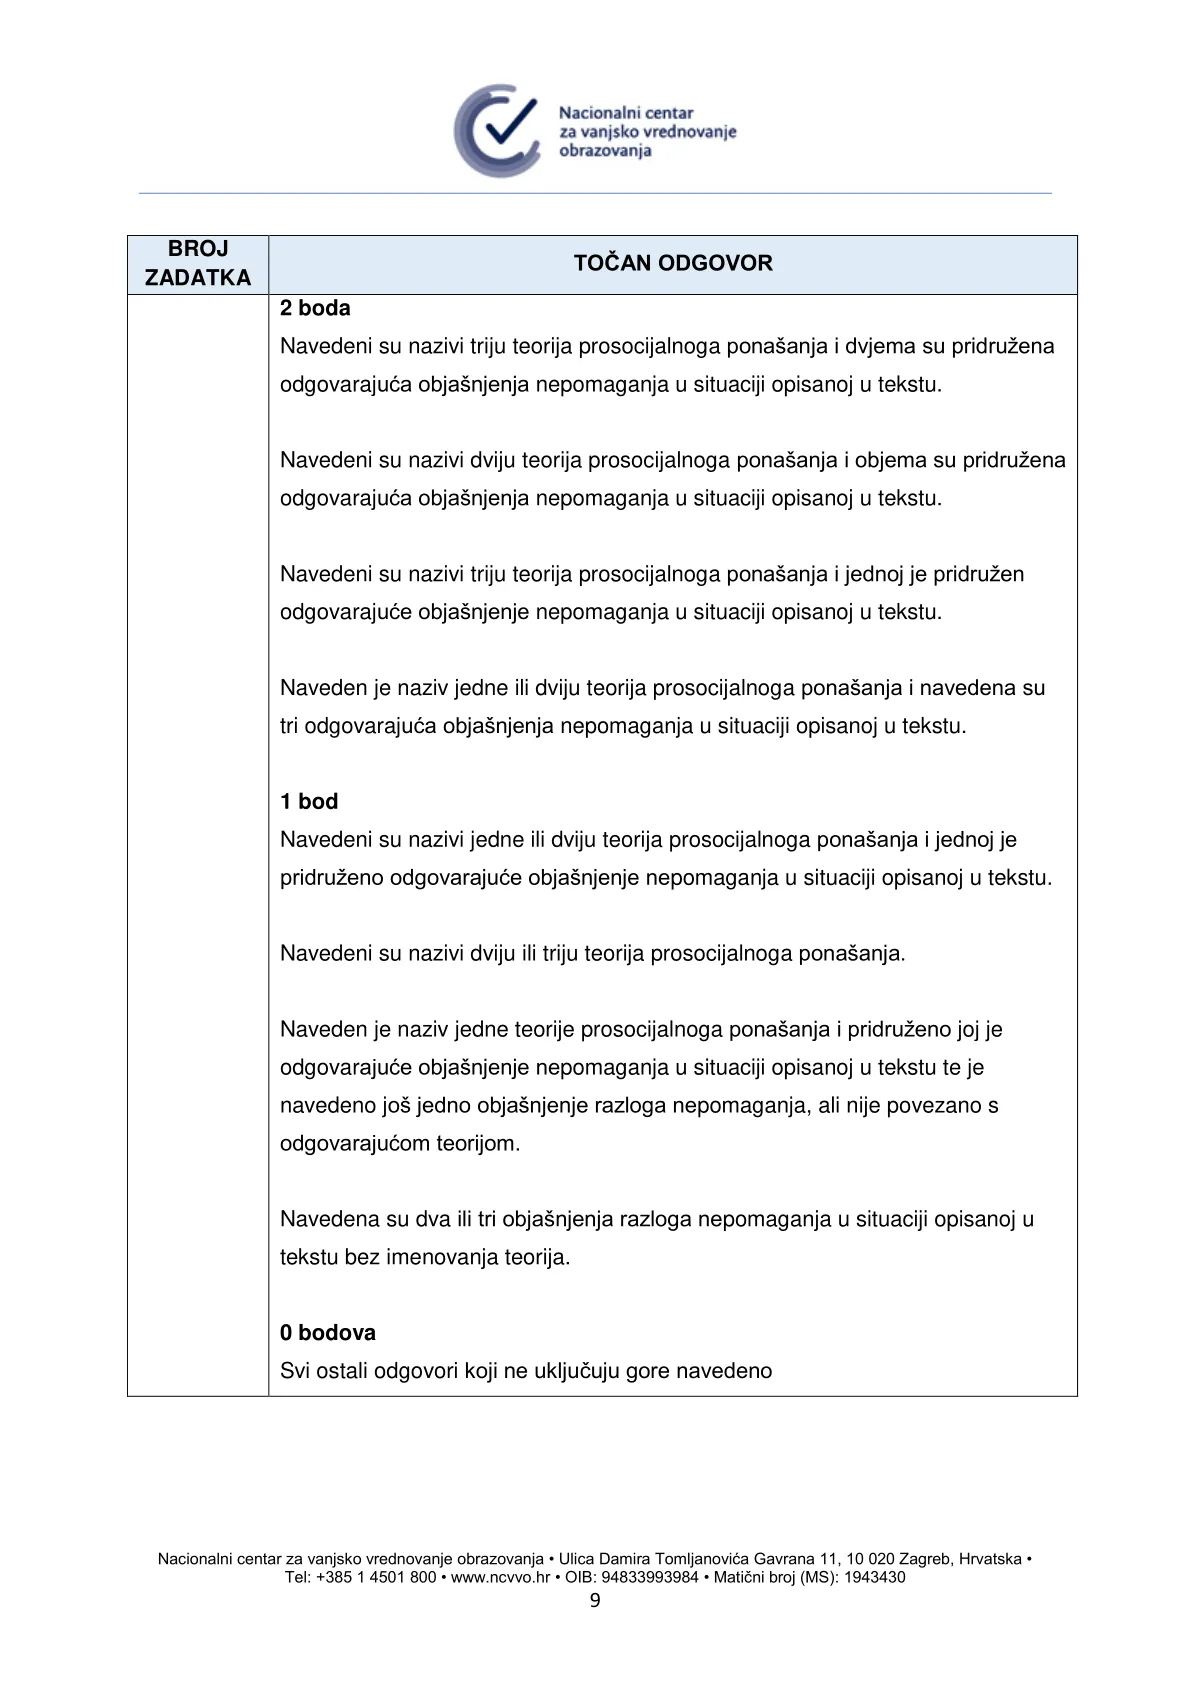 Nacionalni centar
za vanjsko vrednovanje
obrazovanja
BROJ
ZADATKA
TOČAN ODGOVOR
2 boda
Navedeni su nazivi triju teorija prosocijalnoga ponašanja i dvjema su pridružena
odgovarajuća objašnjenja nepomaganja u situaciji opisanoj u tekstu.
Navedeni su nazivi dviju teorija prosocijalnoga ponašanja i objema su pridružena
odgovarajuća objašnjenja nepomaganja u situaciji opisanoj u tekstu.
Navedeni su nazivi triju teorija prosocijalnoga ponašanja i jednoj je pridružen
odgovarajuće objašnjenje nepomaganja u situaciji opisanoj u tekstu.
Naveden je naziv jedne ili dviju teorija prosocijalnoga ponašanja i navedena su
tri odgovarajuća objašnjenja nepomaganja u situaciji opisanoj u tekstu.
1 bod
Navedeni su nazivi jedne ili dviju teorija prosocijalnoga ponašanja i jednoj je
pridruženo odgovarajuće objašnjenje nepomaganja u situaciji opisanoj u tekstu.
Navedeni su nazivi dviju ili triju teorija prosocijalnoga ponašanja.
Naveden je naziv jedne teorije prosocijalnoga ponašanja i pridruženo joj je
odgovarajuće objašnjenje nepomaganja u situaciji opisanoj u tekstu te je
navedeno još jedno objašnjenje razloga nepomaganja, ali nije povezano s
odgovarajućom teorijom.
Navedena su dva ili tri objašnjenja razloga nepomaganja u situaciji opisanoj u
tekstu bez imenovanja teorija.
0 bodova
Svi ostali odgovori koji ne uključuju gore navedeno
Nacionalni centar za vanjsko vrednovanje obrazovanja • Ulica Damira Tomljanovića Gavrana 11, 10 020 Zagreb, Hrvatska •
Tel: +385 1 4501 800 • www.ncvvo.hr • OIB: 94833993984 • Matični broj (MS): 1943430
9